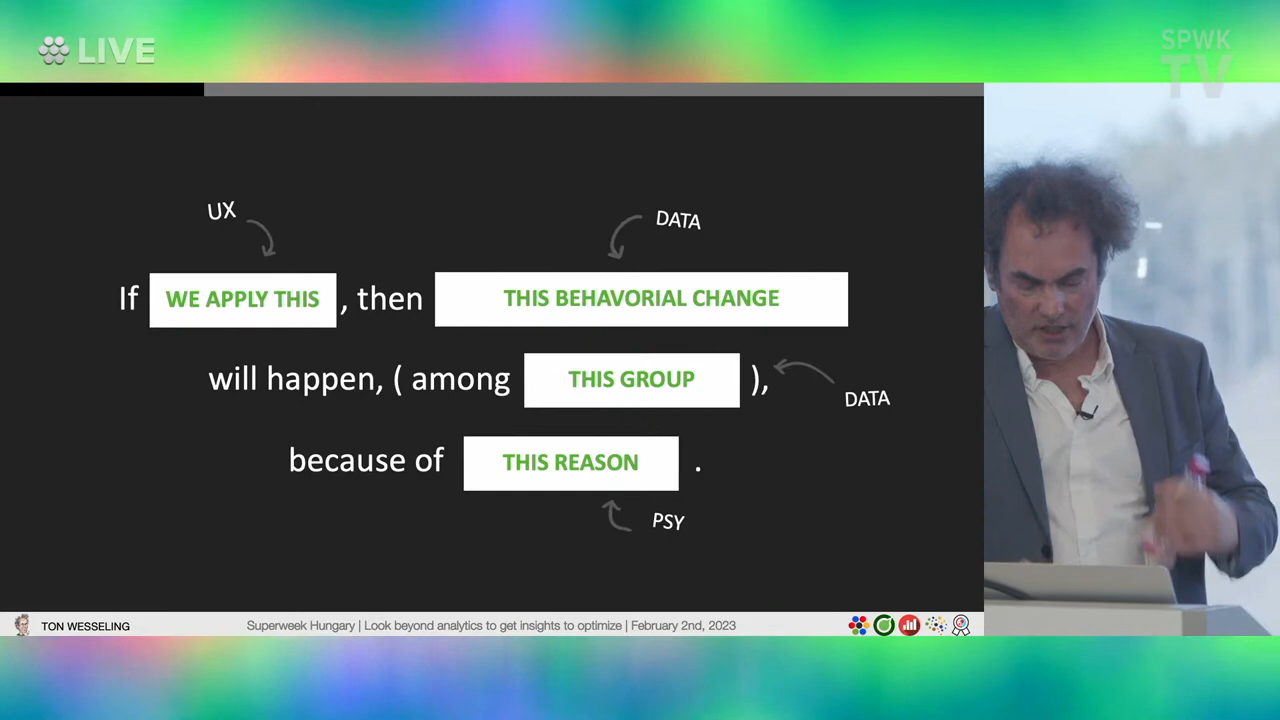 LIVE
SPWK
TV
UX
DATA
If WE APPLY THIS , then THIS BEHAVORIAL CHANGE
will happen, ( among THIS GROUP ),
DATA
because of THIS REASON .
PSY
TON WESSELING
Superweek Hungary | Look beyond analytics to get insights to optimize | February 2nd, 2023